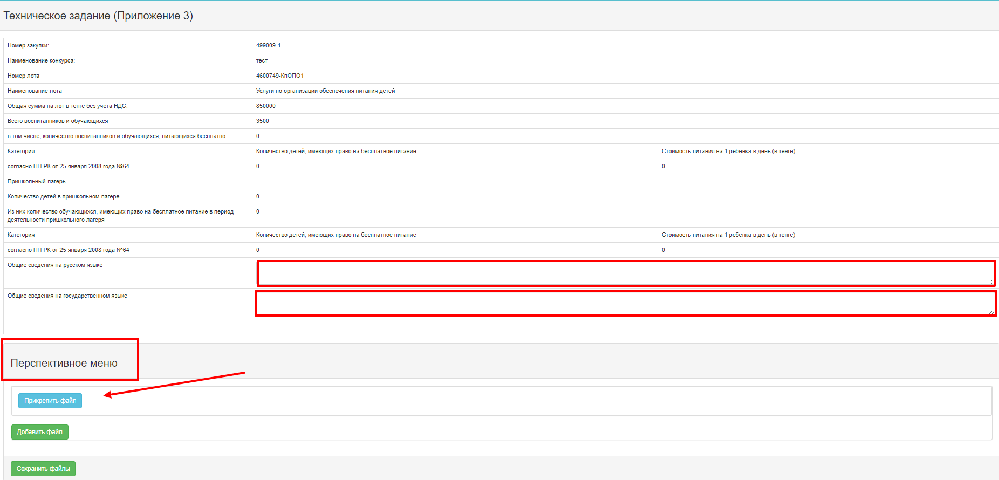 Техническое задание (Приложение 3)
Номер закупки: 499009-1
Наименование конкурса: тест
Номер лота 4600749-КпОПО1
Наименование лота Услуги по организации обеспечения питания детей
Общая сумма на лот в тенге без учета НДС: 850000
Всего воспитанников и обучающихся 3500
в том числе, количество воспитанников и обучающихся, питающихся бесплатно 0
Категория Количество детей, имеющих право на бесплатное питание Стоимость питания на 1 ребенка в день (в тенге)
согласно ПП РК от 25 января 2008 года №64 0 0
Пришкольный лагерь
Количество детей в пришкольном лагере 0
Из них количество обучающихся, имеющих право на бесплатное питание в период 0
деятельности пришкольного лагеря
Категория Количество детей, имеющих право на бесплатное питание Стоимость питания на 1 ребенка в день (в тенге)
согласно ПП РК от 25 января 2008 года №64 0 0
Общие сведения на русском языке
Общие сведения на государственном языке
Перспективное меню
Прикрепить файл
Добавить файл
Сохранить файлы